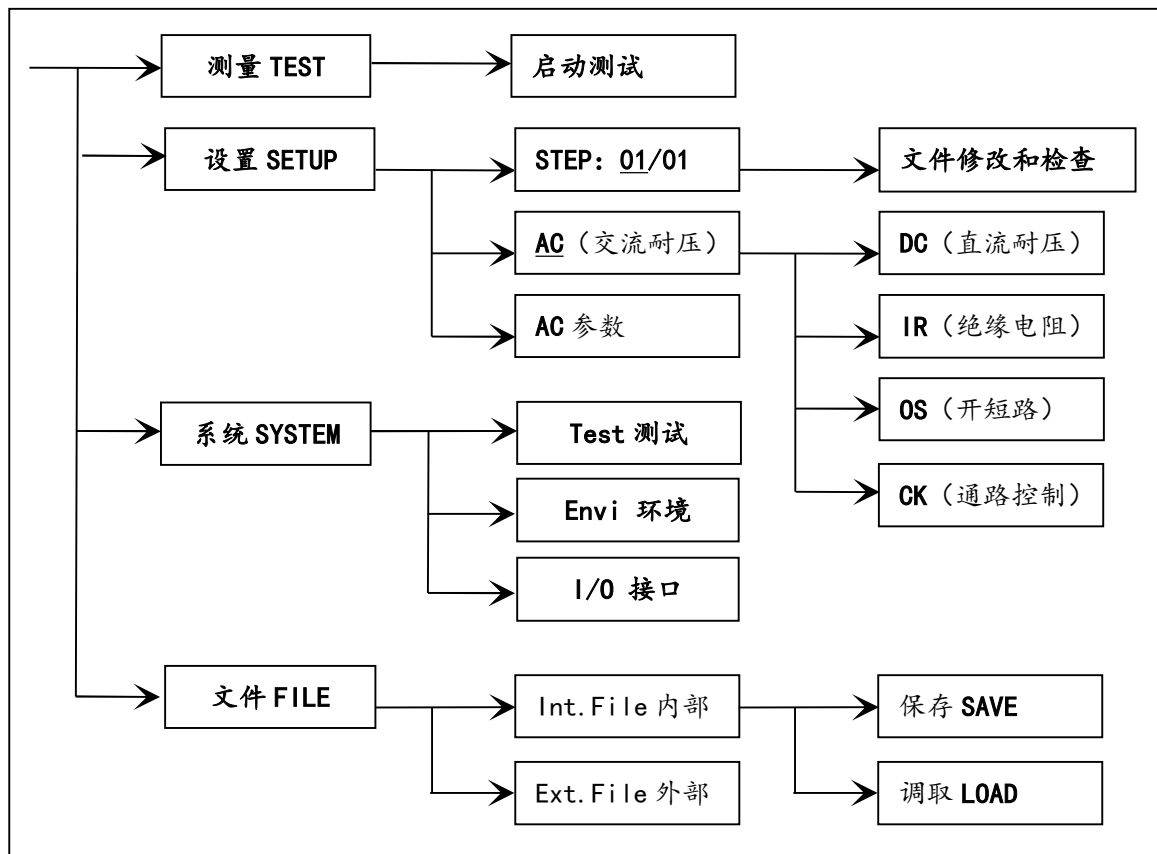 测量 TEST
启动测试
设置 SETUP
STEP: 01/01
文件修改和检查
AC（交流耐压）
DC（直流耐压）
AC 参数
IR（绝缘电阻）
系统 SYSTEM
Test 测试
OS（开短路）
Envi 环境
CK（通路控制）
I/O 接口
文件 FILE
Int.File 内部
保存 SAVE
Ext.File 外部
调取 LOAD